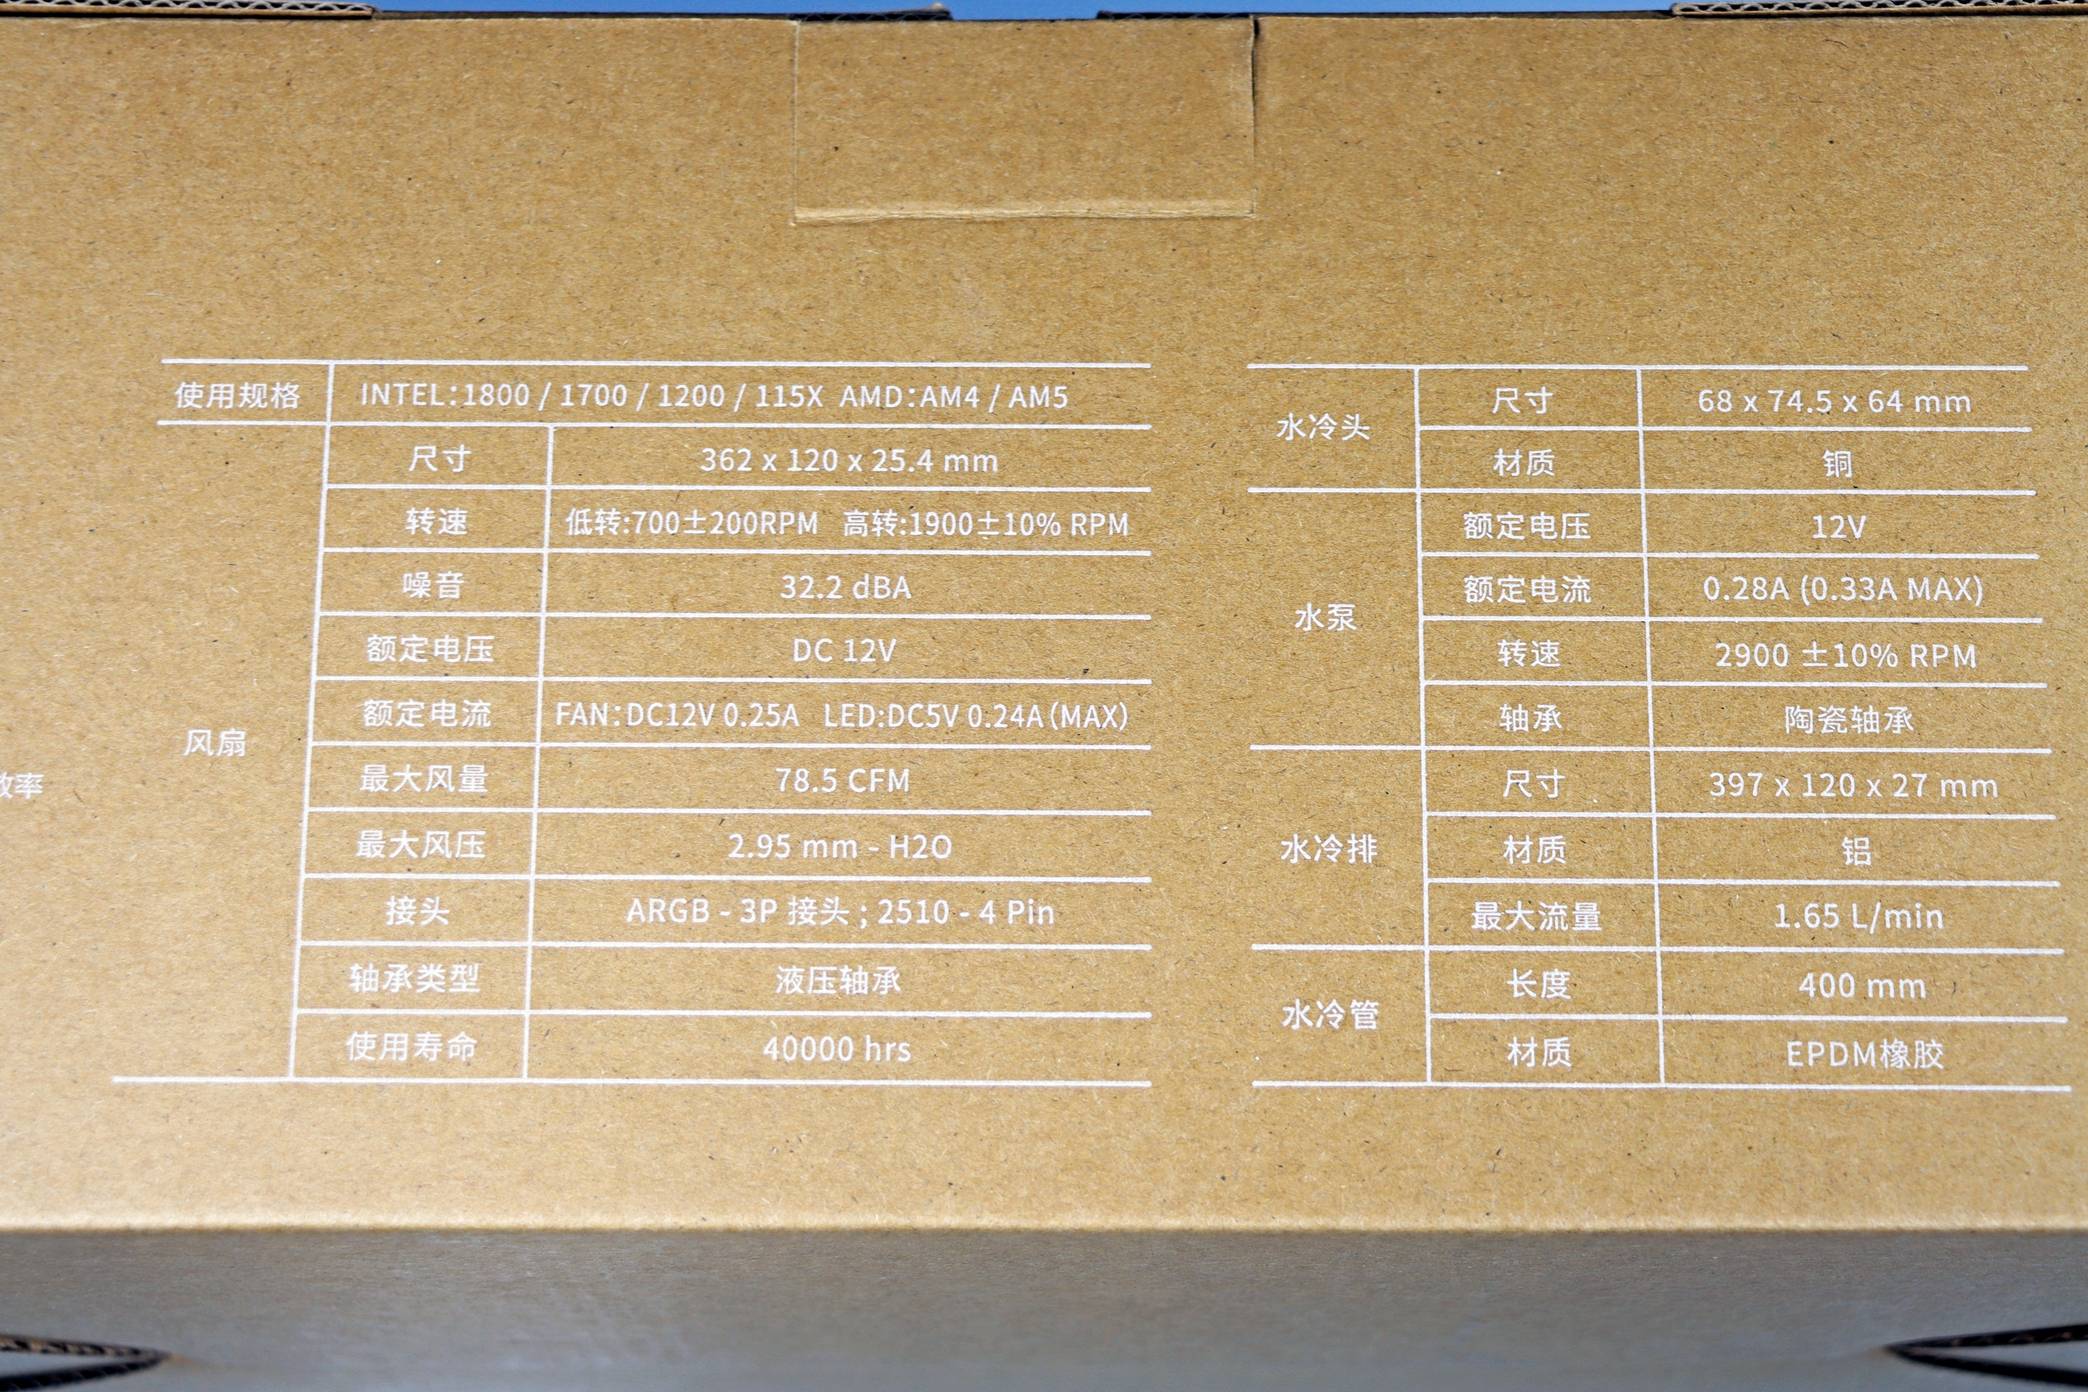 使用规格 INTEL:1800 / 1700 / 1200 / 115X AMD:AM4 / AM5
风扇
尺寸 362 x 120 x 25.4 mm
转速 低转:700±200RPM 高转:1900±10% RPM
噪音 32.2 dBA
额定电压 DC 12V
额定电流 FAN:DC12V 0.25A LED:DC5V 0.24A(MAX)
最大风量 78.5 CFM
最大风压 2.95 mm - H2O
接头 ARGB - 3P 接头 ; 2510 - 4 Pin
轴承类型 液压轴承
使用寿命 40000 hrs
水冷头
尺寸 68 x 74.5 x 64 mm
材质 铜
水泵
额定电压 12V
额定电流 0.28A (0.33A MAX)
转速 2900 ±10% RPM
轴承 陶瓷轴承
水冷排
尺寸 397 x 120 x 27 mm
材质 铝
最大流量 1.65 L/min
水冷管
长度 400 mm
材质 EPDM橡胶